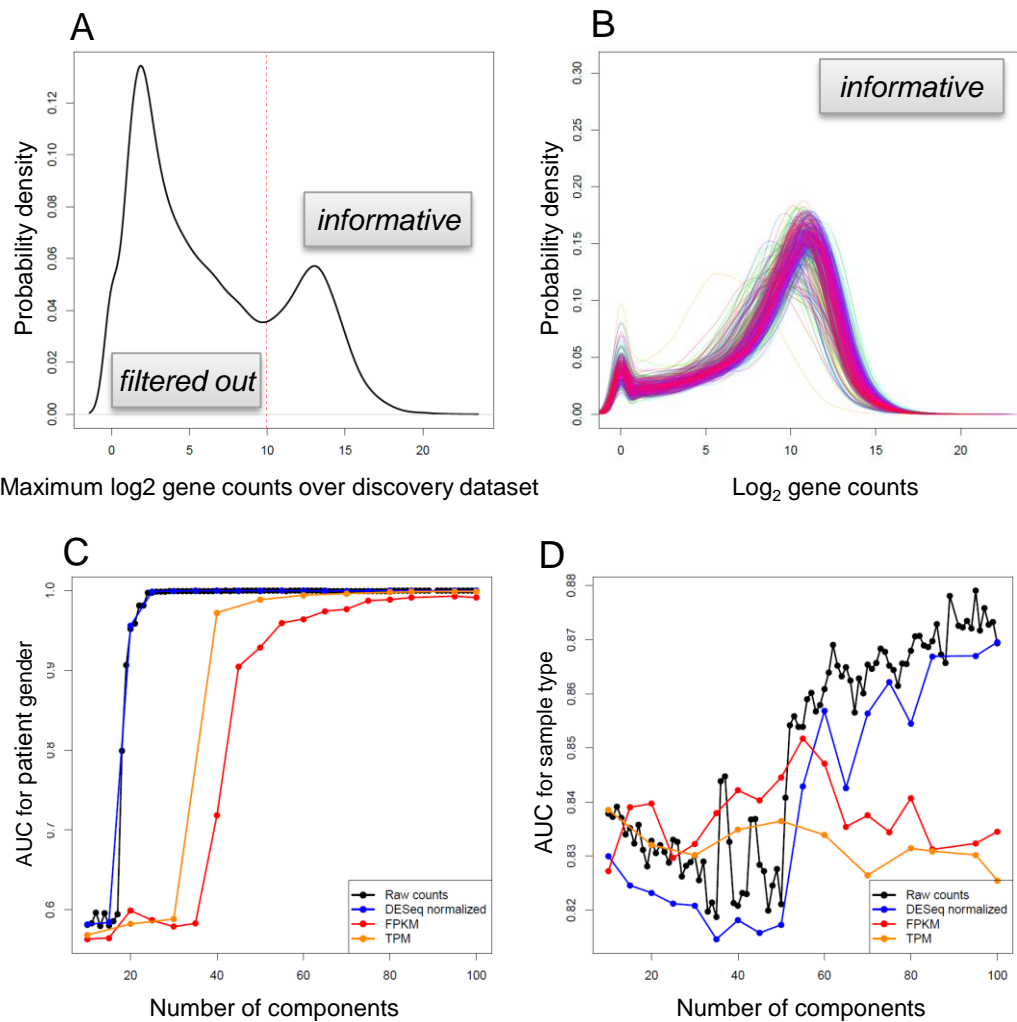 A
Probability density
0.00 0.02 0.04 0.06 0.08 0.10 0.12
informative
filtered out
0 5 10 15 20
Maximum log2 gene counts over discovery dataset
B
Probability density
0.00 0.05 0.10 0.15 0.20 0.25 0.30
informative
0 5 10 15 20
Log2 gene counts
C
AUC for patient gender
0.6 0.7 0.8 0.9 1.0
Raw counts
DESeq normalized
FPKM
TPM
20 40 60 80 100
Number of components
D
AUC for sample type
0.82 0.83 0.84 0.85 0.86 0.87 0.88
Raw counts
DESeq normalized
FPKM
TPM
20 40 60 80 100
Number of components